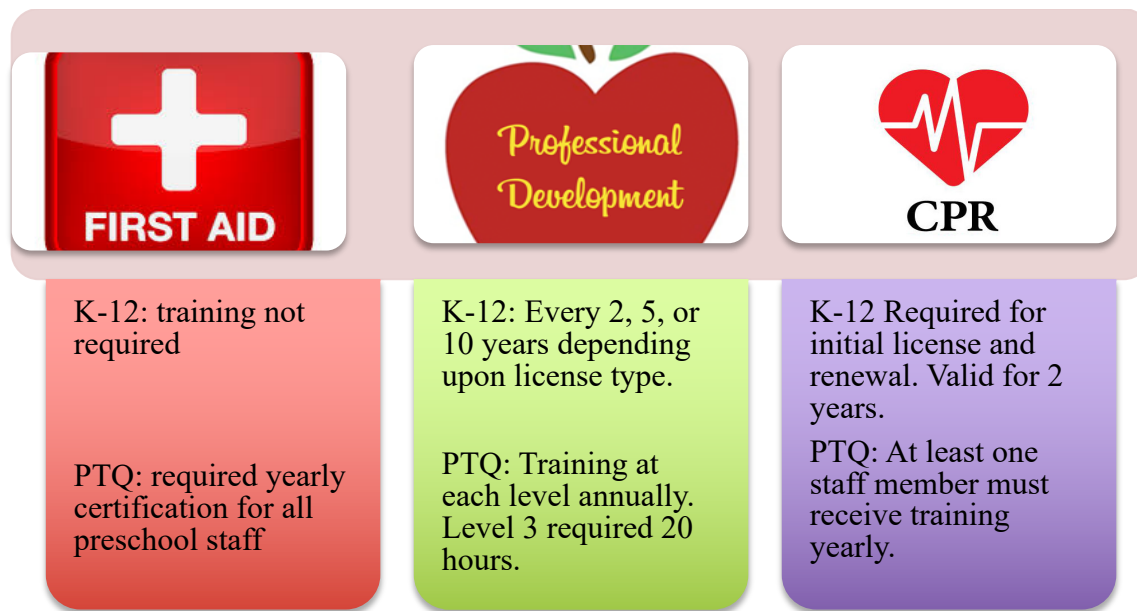 FIRST AID
K-12: training not
required
PTQ: required yearly
certification for all
preschool staff
Professional
Development
K-12: Every 2, 5, or
10 years depending
upon license type.
PTQ: Training at
each level annually.
Level 3 required 20
hours.
CPR
K-12 Required for
initial license and
renewal. Valid for 2
years.
PTQ: At least one
staff member must
receive training
yearly.